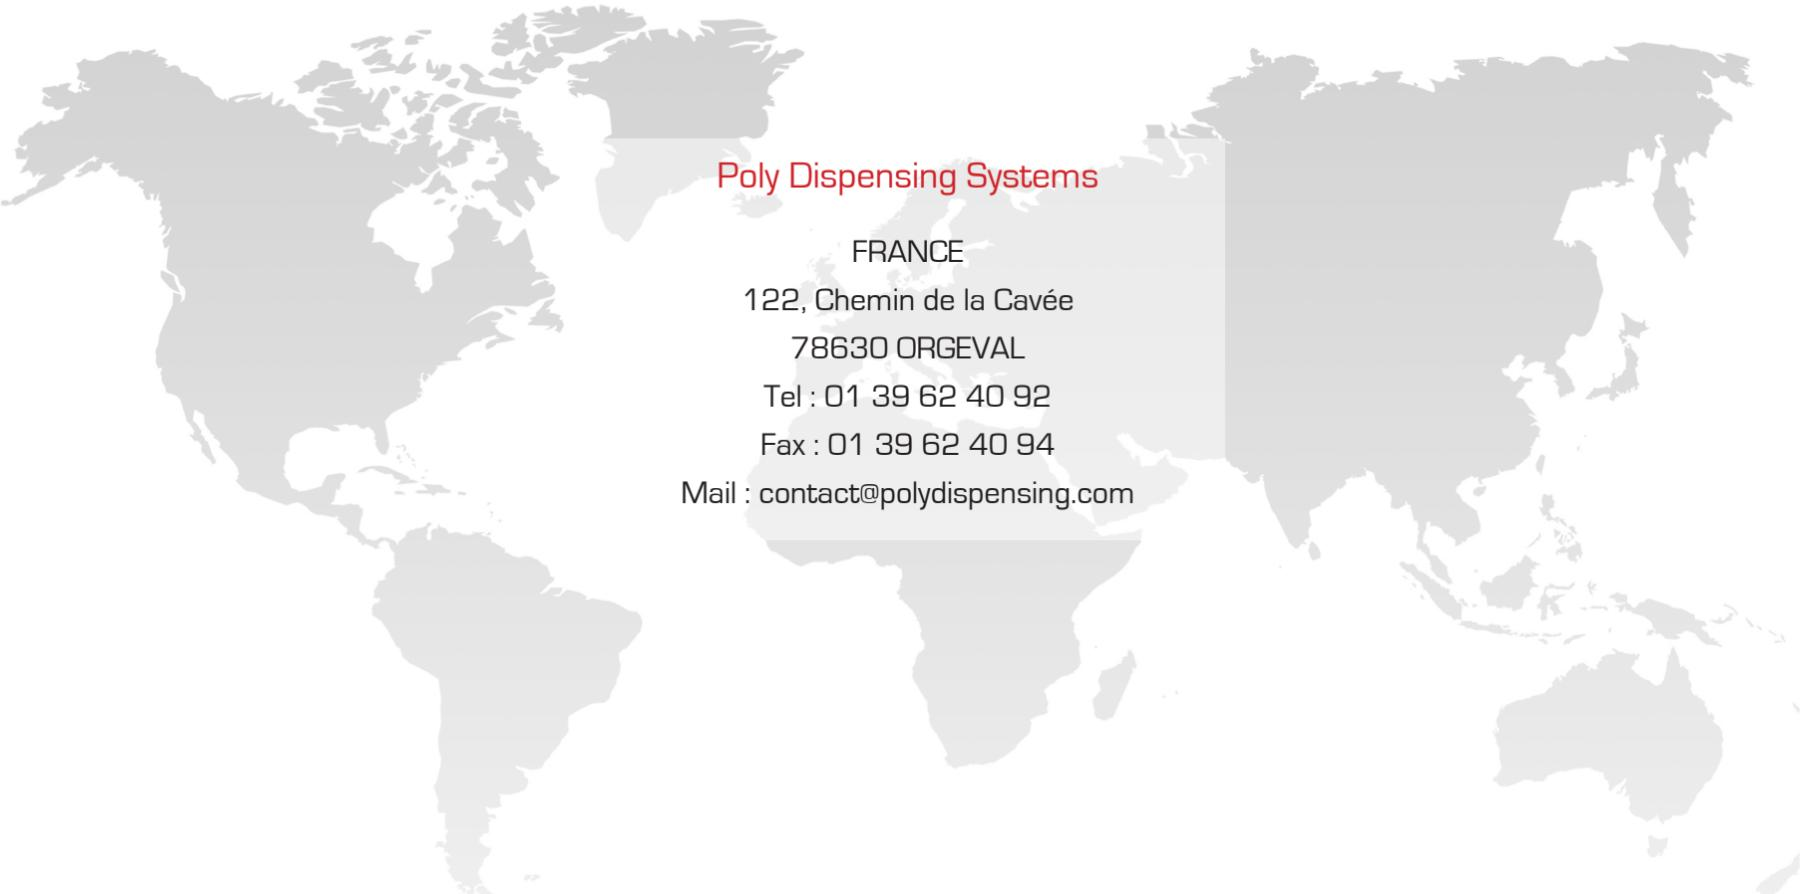 Poly Dispensing Systems
FRANCE
122, Chemin de la Cavée
78630 ORGEVAL
Tel : 01 39 62 40 92
Fax : 01 39 62 40 94
Mail : contact@polydispensing.com